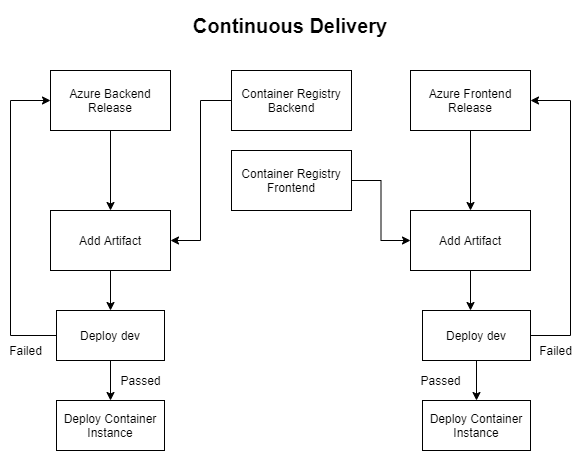 Continuous Delivery
Azure Backend
Release
Container Registry
Backend
Azure Frontend
Release
Container Registry
Frontend
Add Artifact
Add Artifact
Deploy dev
Deploy dev
Failed
Failed
Passed
Passed
Deploy Container
Instance
Deploy Container
Instance